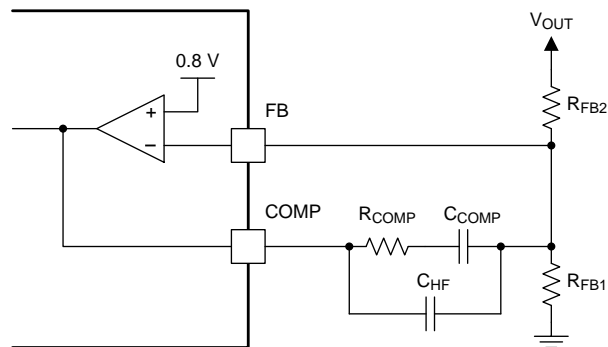 V_OUT
0.8 V
+
−
FB
R_FB2
COMP
R_COMP
C_COMP
C_HF
R_FB1